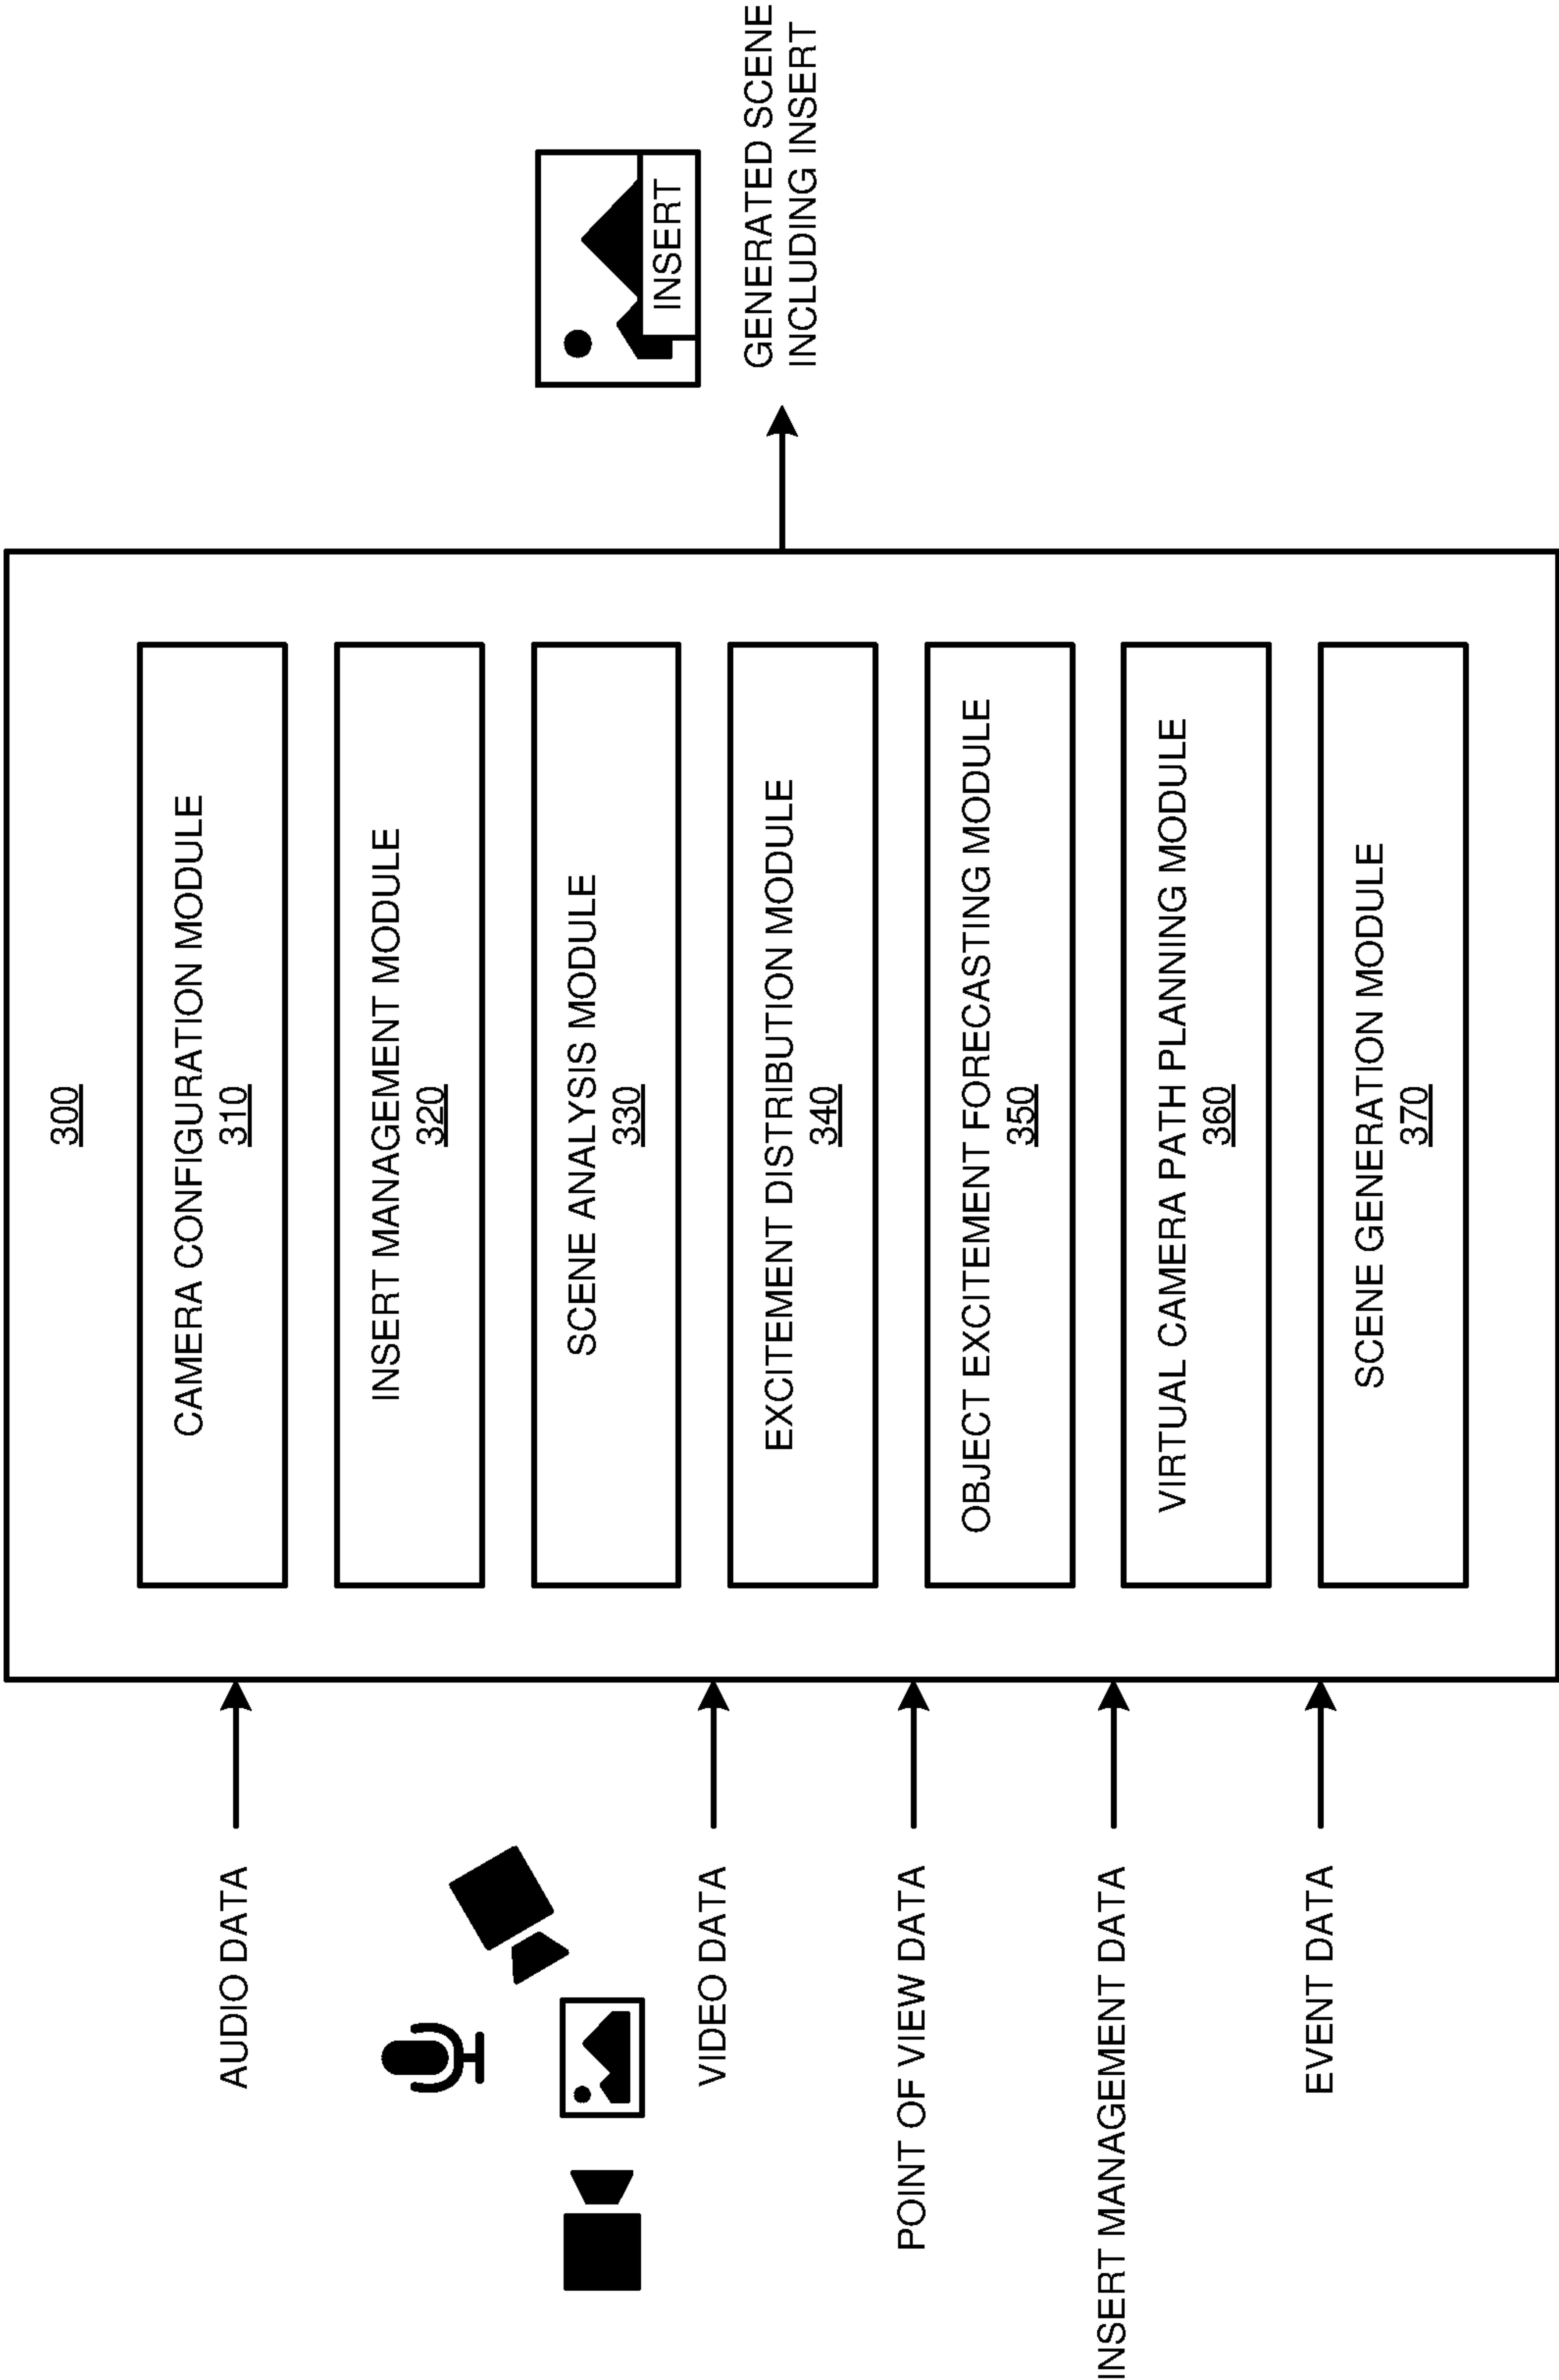 AUDIO DATA
VIDEO DATA
POINT OF VIEW DATA
INSERT MANAGEMENT DATA
EVENT DATA
300
CAMERA CONFIGURATION MODULE
310
INSERT MANAGEMENT MODULE
320
SCENE ANALYSIS MODULE
330
EXCITEMENT DISTRIBUTION MODULE
340
OBJECT EXCITEMENT FORECASTING MODULE
350
VIRTUAL CAMERA PATH PLANNING MODULE
360
SCENE GENERATION MODULE
370
INSERT
GENERATED SCENE
INCLUDING INSERT